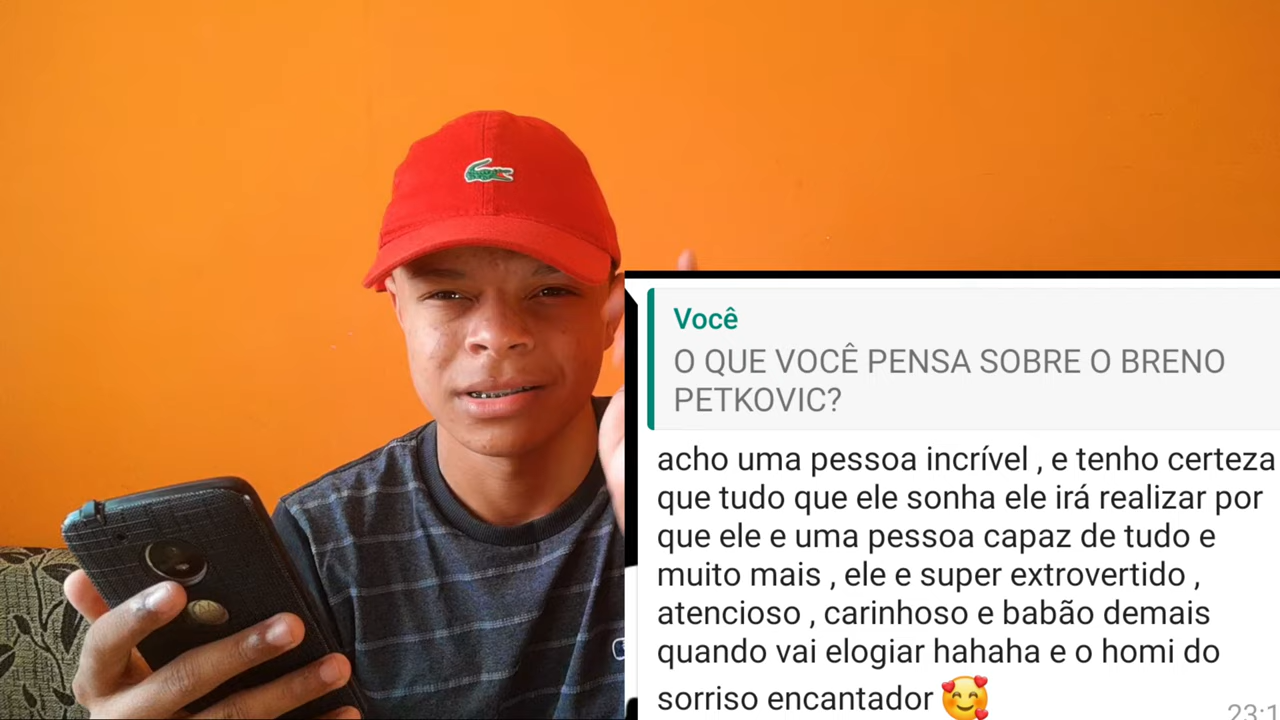 Você
O QUE VOCÊ PENSA SOBRE O BRENO
PETKOVIC?
acho uma pessoa incrível , e tenho certeza
que tudo que ele sonha ele irá realizar por
que ele e uma pessoa capaz de tudo e
muito mais , ele e super extrovertido ,
atencioso , carinhoso e babão demais
quando vai elogiar hahaha e o homi do
sorriso encantador 🥰